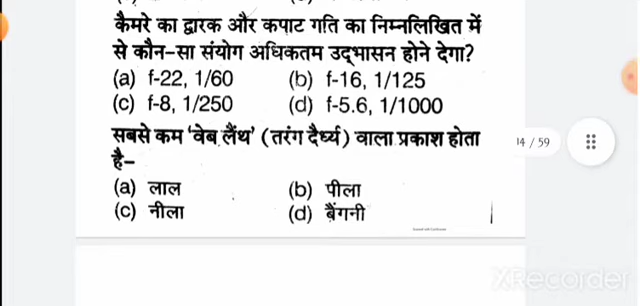 कैमरे का द्वारक और कपाट गति का निम्नलिखित में
से कौन-सा संयोग अधिकतम उद्भासन होने देगा?
(a) f-22, 1/60 (b) f-16, 1/125
(c) f-8, 1/250 (d) f-5.6, 1/1000
सबसे कम 'वेब लैंथ' (तरंग दैर्ध्य) वाला प्रकाश होता
है–
14 / 59
(a) लाल (b) पीला
(c) नीला (d) बैंगनी
XRecorder